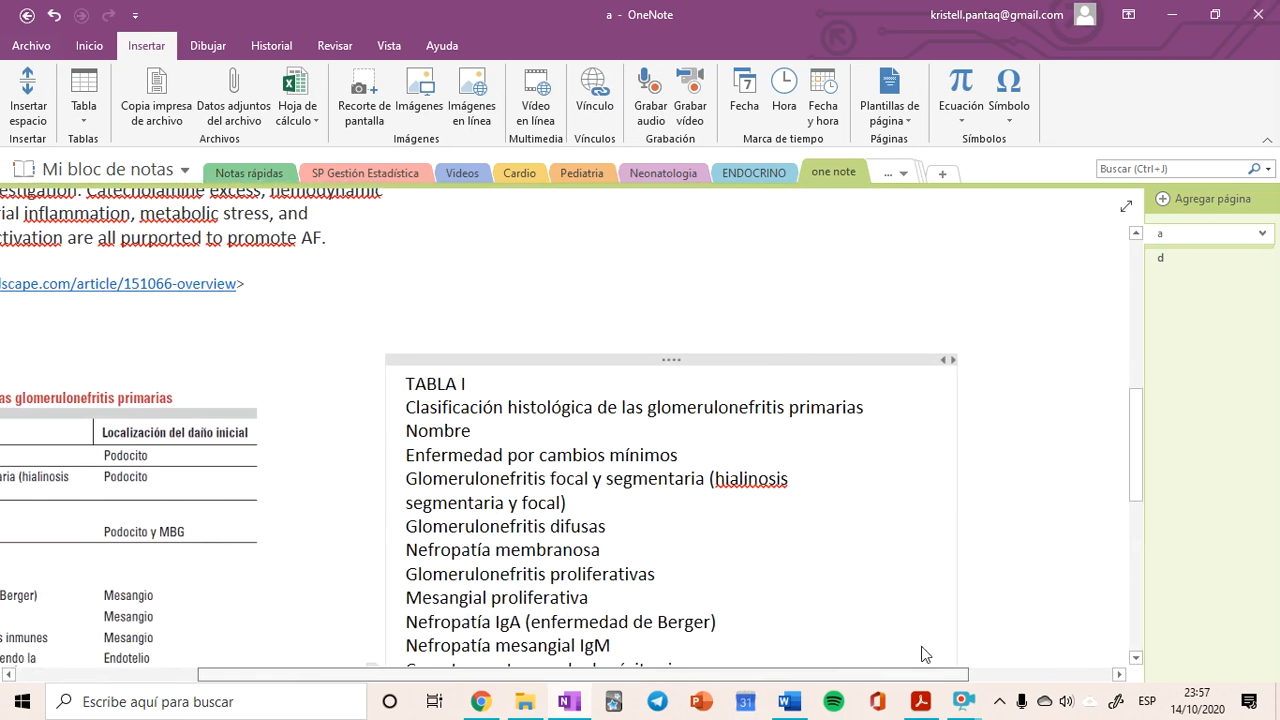 a - OneNote
kristell.pantaq@gmail.com
Archivo Inicio Insertar Dibujar Historial Revisar Vista Ayuda
Insertar espacio
Tabla
Copia impresa de archivo
Datos adjuntos del archivo
Hoja de cálculo
Recorte de pantalla
Imágenes
Imágenes en línea
Vídeo en línea
Vínculo
Grabar audio
Grabar vídeo
Fecha
Hora
Fecha y hora
Plantillas de página
Ecuación
Símbolo
Insertar Tablas Archivos Imágenes Multimedia Vínculos Grabación Marca de tiempo Páginas Símbolos
Mi bloc de notas Notas rápidas SP Gestión Estadística Videos Cardio Pediatria Neonatologia ENDOCRINO one note ... Buscar (Ctrl+J)
Agregar página
a
d
estigation. Catecholamine excess, hemodynamic
rial inflammation, metabolic stress, and
ctivation are all purported to promote AF.
dscape.com/article/151066-overview>
as glomerulonefritis primarias
Localización del daño inicial
Podocito
aria (hialinosis Podocito
Podocito y MBG
Berger) Mesangio
Mesangio
os inmunes Mesangio
endo la Endotelio
TABLA I
Clasificación histológica de las glomerulonefritis primarias
Nombre
Enfermedad por cambios mínimos
Glomerulonefritis focal y segmentaria (hialinosis
segmentaria y focal)
Glomerulonefritis difusas
Nefropatía membranosa
Glomerulonefritis proliferativas
Mesangial proliferativa
Nefropatía IgA (enfermedad de Berger)
Nefropatía mesangial IgM
Escribe aquí para buscar
ESP
23:57
14/10/2020